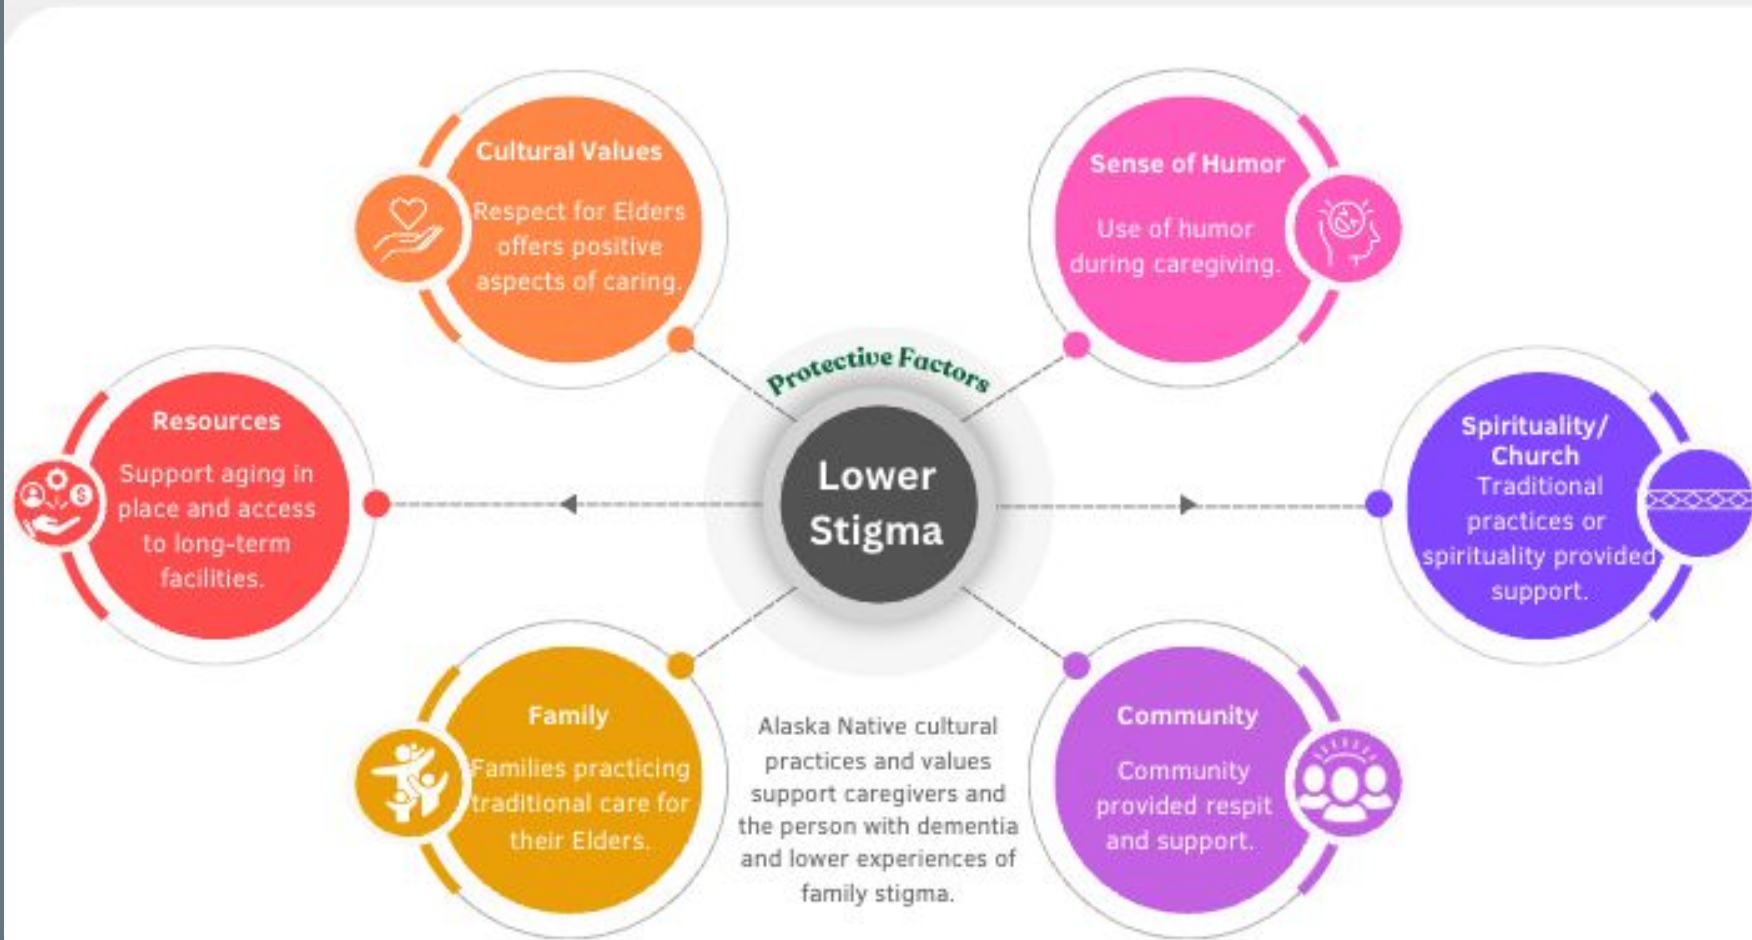 Cultural Values
Respect for Elders
offers positive
aspects of caring.
Sense of Humor
Use of humor
during caregiving.
Protective Factors
Lower
Stigma
Resources
Support aging in
place and access
to long-term
facilities.
Spirituality/
Church
Traditional
practices or
spirituality provided
support.
Family
Families practicing
traditional care for
their Elders.
Alaska Native cultural
practices and values
support caregivers and
the person with dementia
and lower experiences of
family stigma.
Community
Community
provided respit
and support.